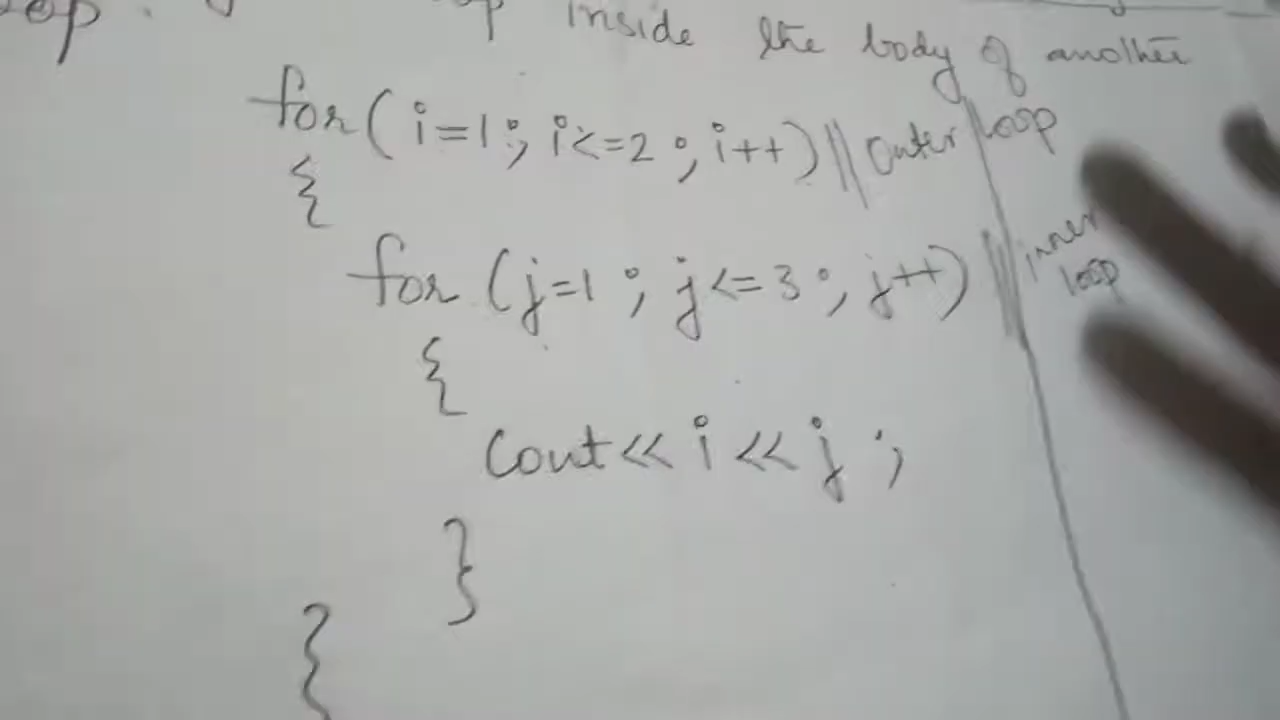 inside the body of another
for( i=1; i<=2 ; i++) || Outer loop
{
for (j=1 ; j<=3 ; j++) || inner loop
{
Cout<< i << j ;
}
}